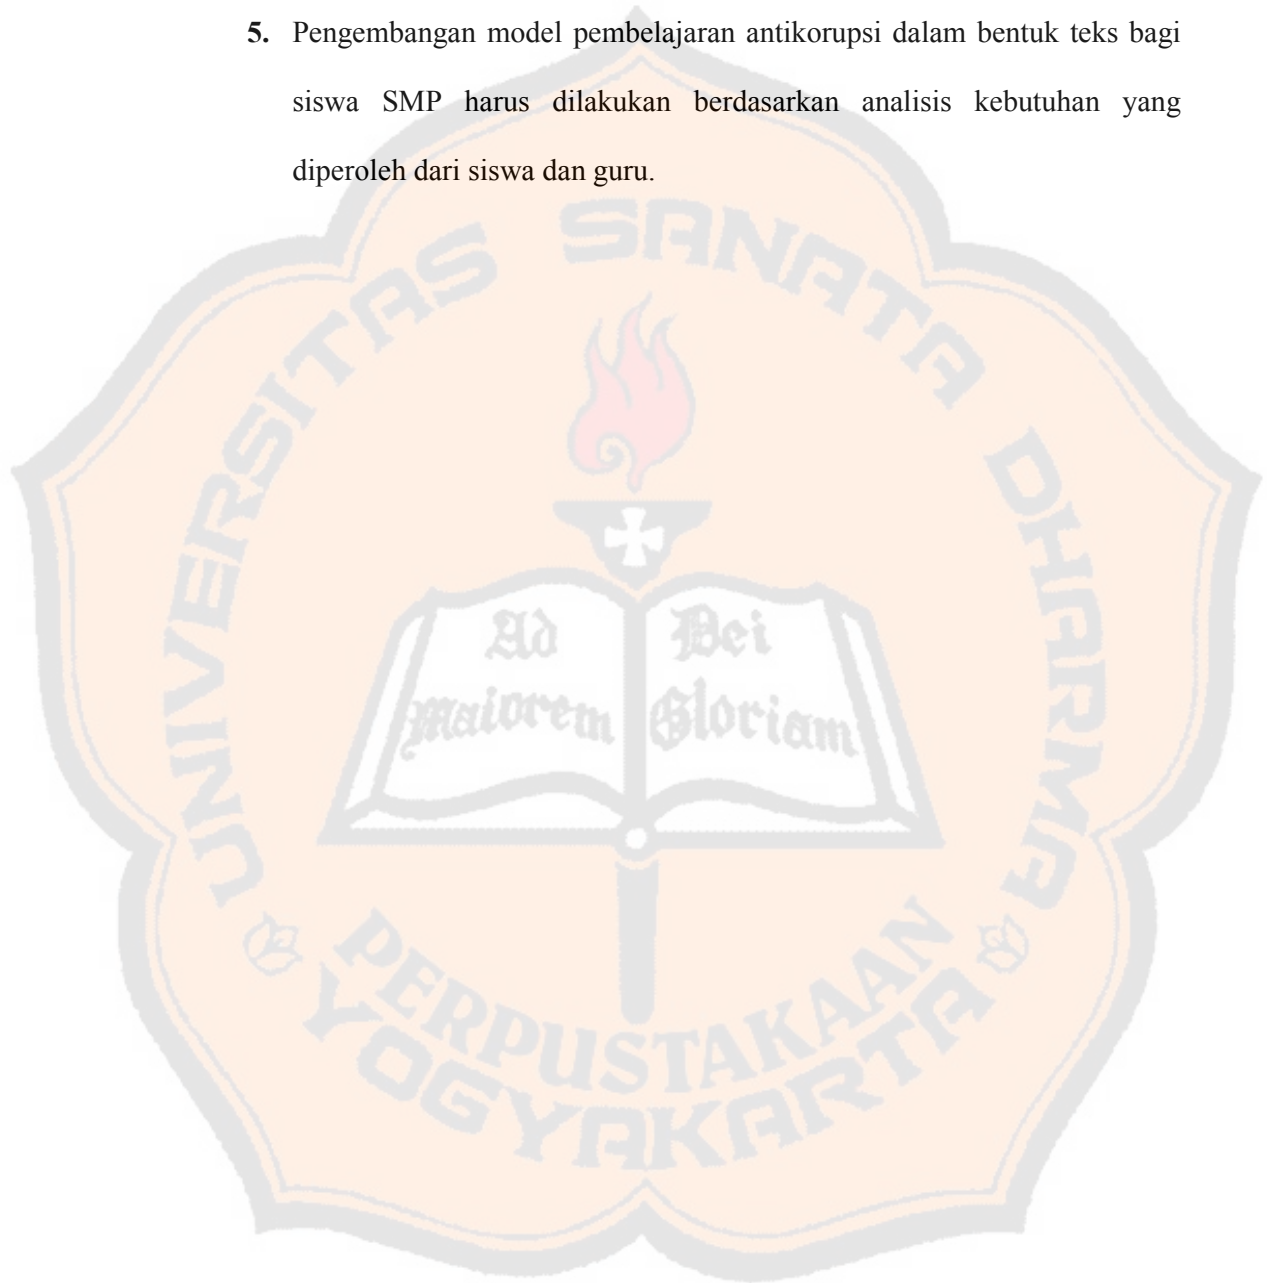 5. Pengembangan model pembelajaran antikorupsi dalam bentuk teks bagi
siswa SMP harus dilakukan berdasarkan analisis kebutuhan yang
diperoleh dari siswa dan guru.
UNIVERSITAS SANATA DHARMA
Ad Dei
maiorem Gloriam
PERPUSTAKAAN
YOGYAKARTA